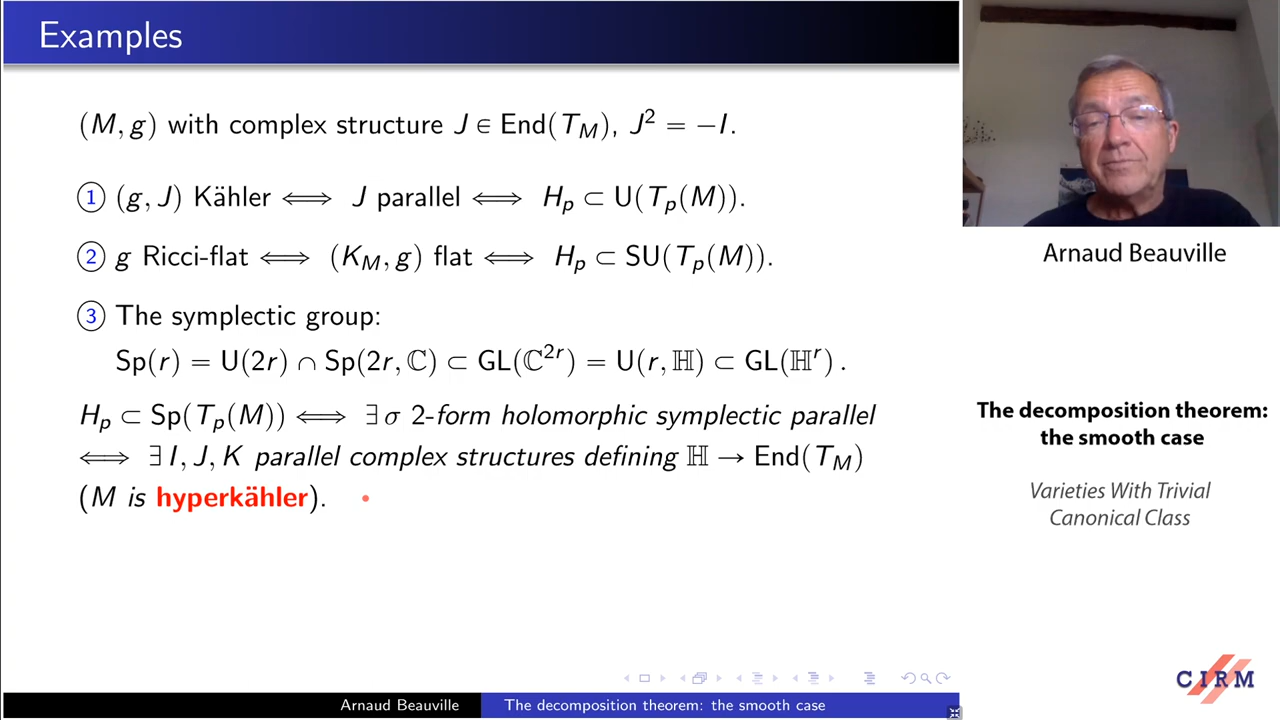 Examples
(M, g) with complex structure J ∈ End(T_M), J² = −I.
① (g, J) Kähler ⟺ J parallel ⟺ H_p ⊂ U(T_p(M)).
② g Ricci-flat ⟺ (K_M, g) flat ⟺ H_p ⊂ SU(T_p(M)).
③ The symplectic group:
Sp(r) = U(2r) ∩ Sp(2r, ℂ) ⊂ GL(ℂ²ʳ) = U(r, ℍ) ⊂ GL(ℍʳ) .
H_p ⊂ Sp(T_p(M)) ⟺ ∃ σ 2-form holomorphic symplectic parallel
⟺ ∃ I, J, K parallel complex structures defining ℍ → End(T_M)
(M is hyperkähler).
Arnaud Beauville
The decomposition theorem: the smooth case
Arnaud Beauville
The decomposition theorem:
the smooth case
Varieties With Trivial
Canonical Class
CIRM